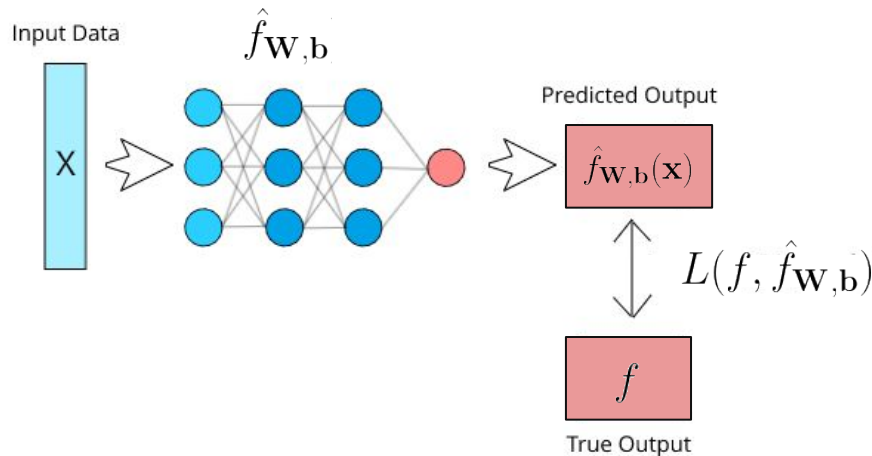 Input Data
X
f̂_W,b
Predicted Output
f̂_W,b(x)
L(f, f̂_W,b)
f
True Output